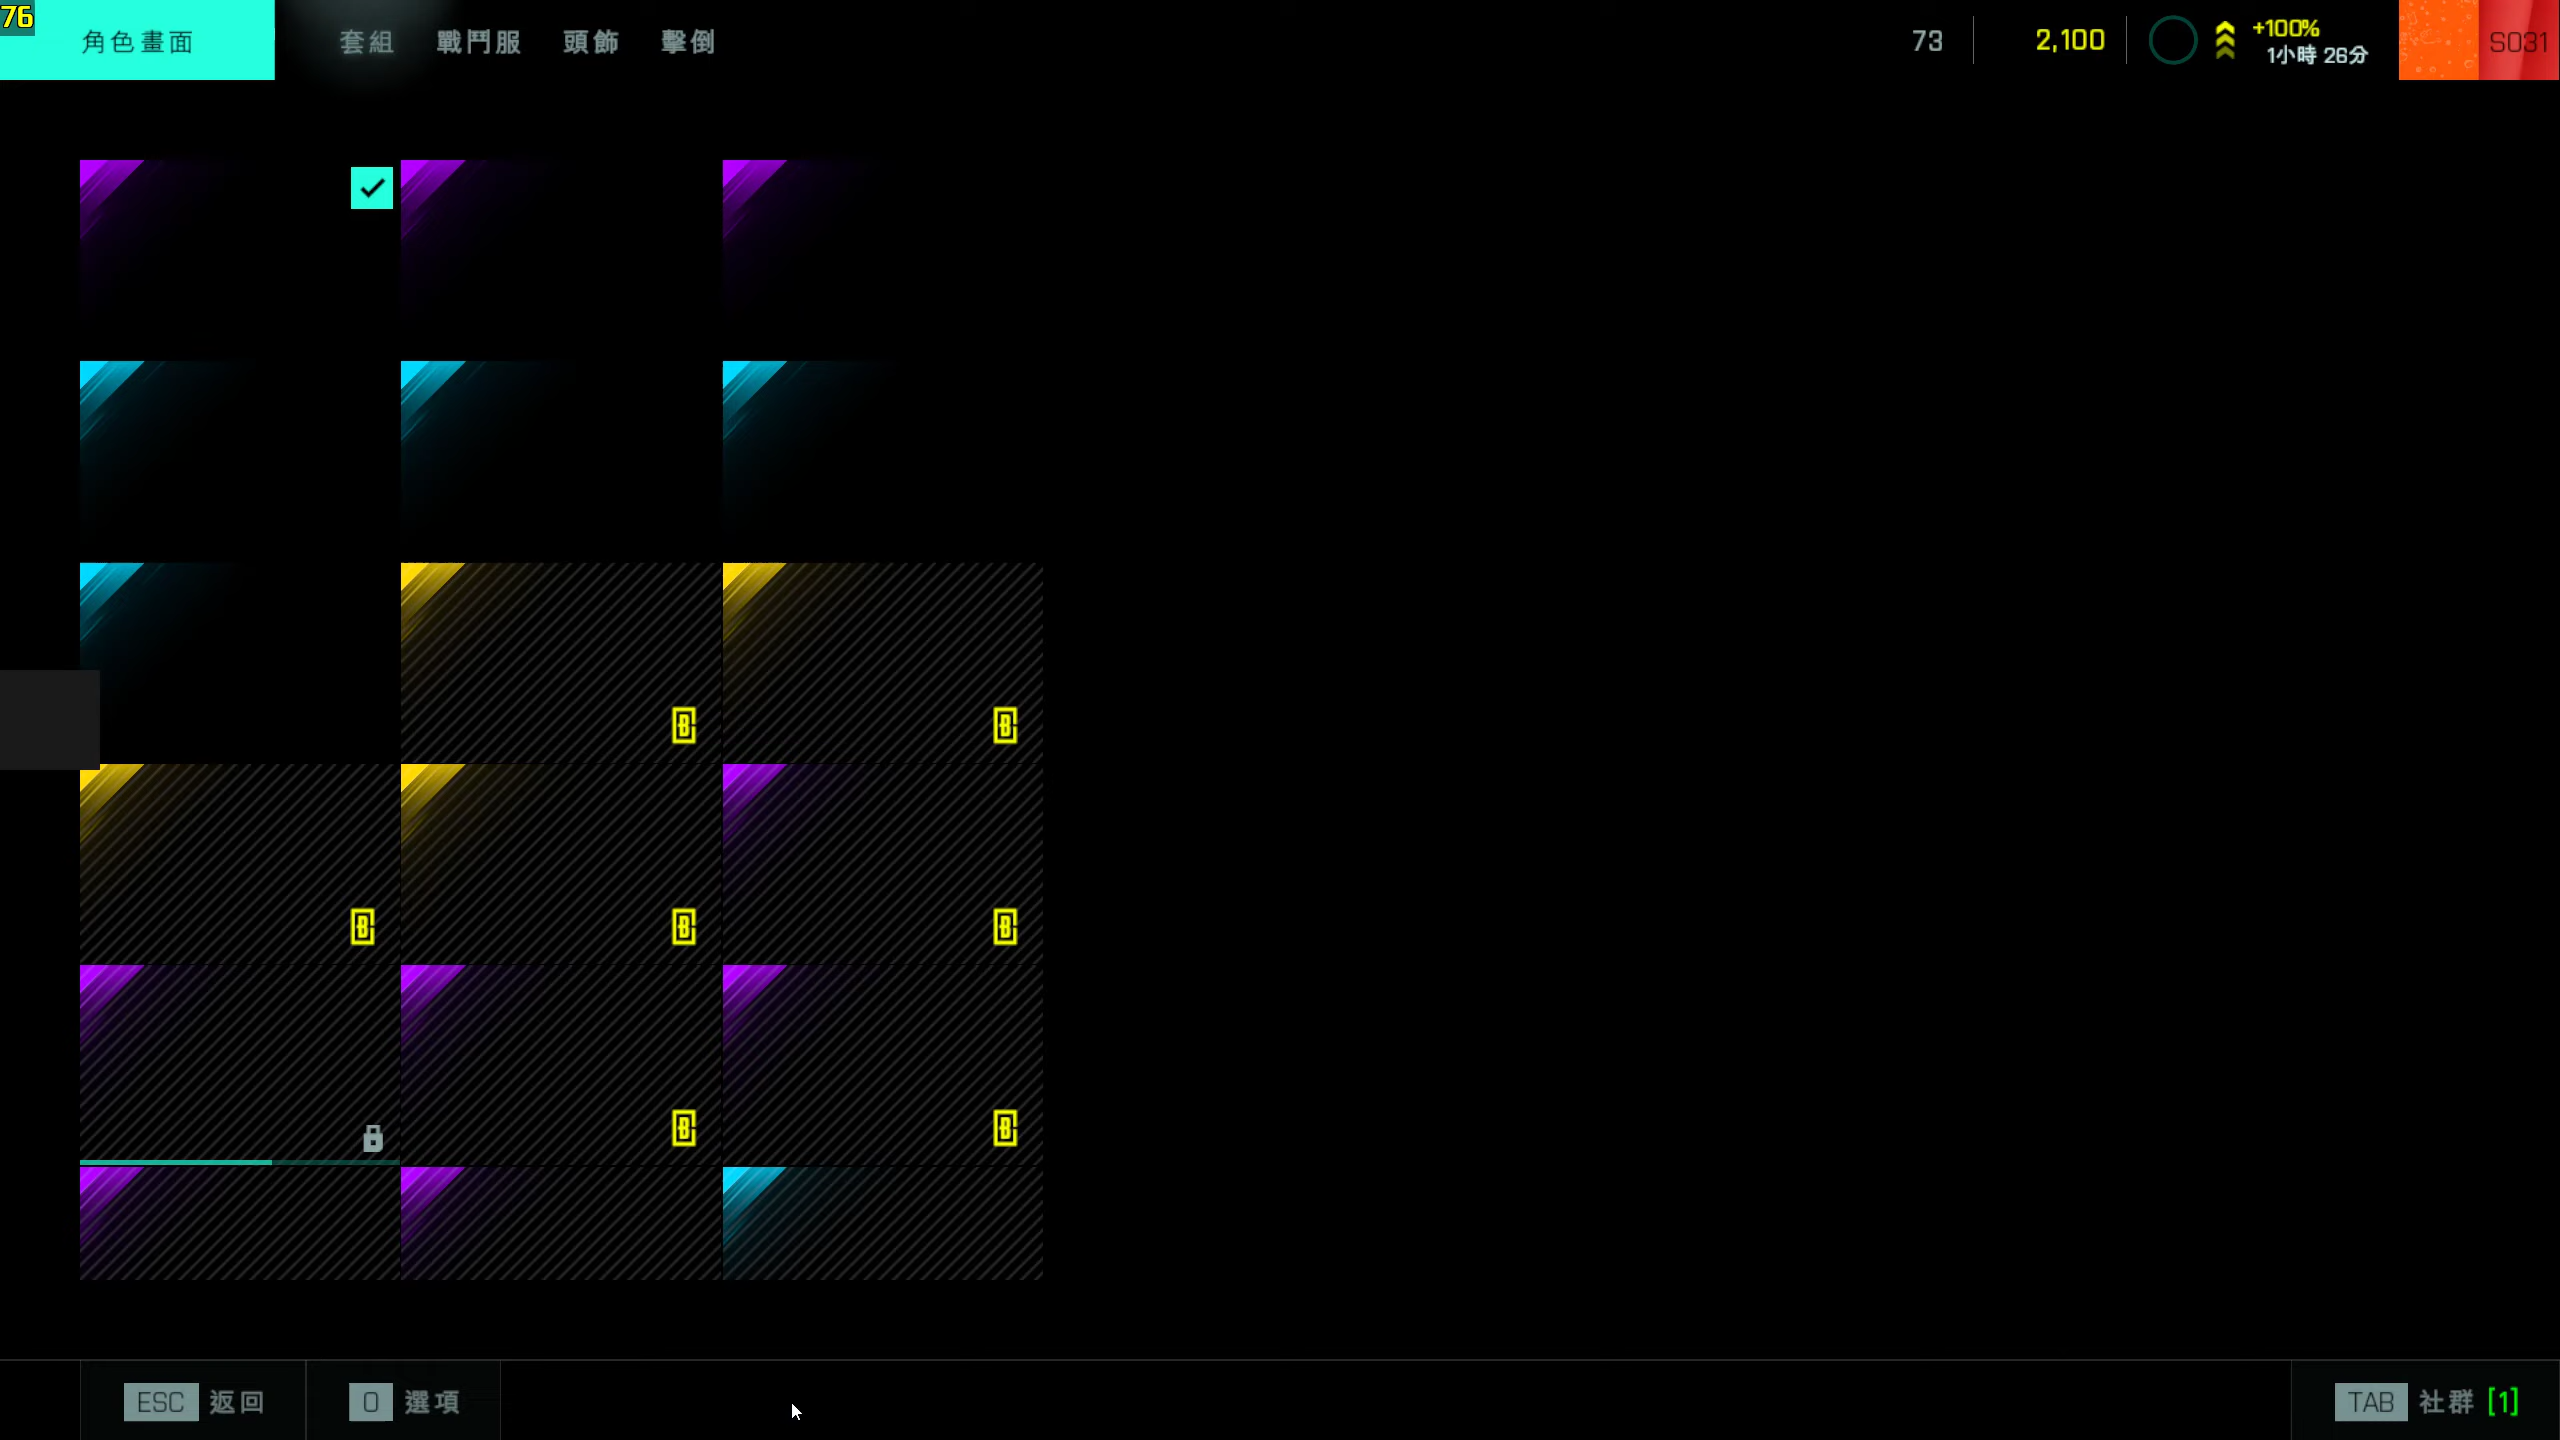 76
角色畫面
套組 戰鬥服 頭飾 擊倒
73
2,100
+100%
1小時 26分
S031
ESC 返回
O 選項
TAB 社群 [1]